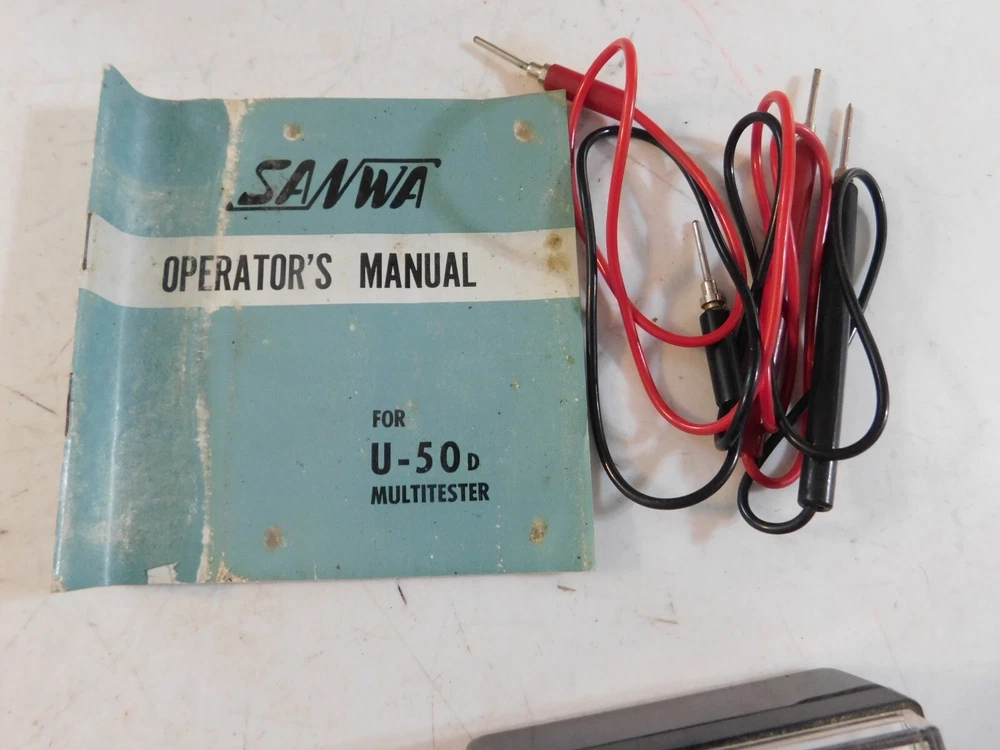 SANWA
OPERATOR'S MANUAL
FOR
U-50D
MULTITESTER